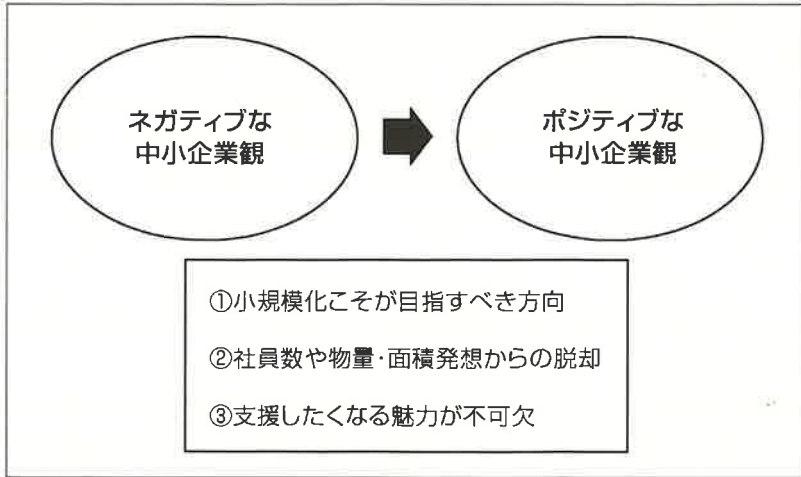 ネガティブな
中小企業観
ポジティブな
中小企業観
①小規模化こそが目指すべき方向
②社員数や物量・面積発想からの脱却
③支援したくなる魅力が不可欠